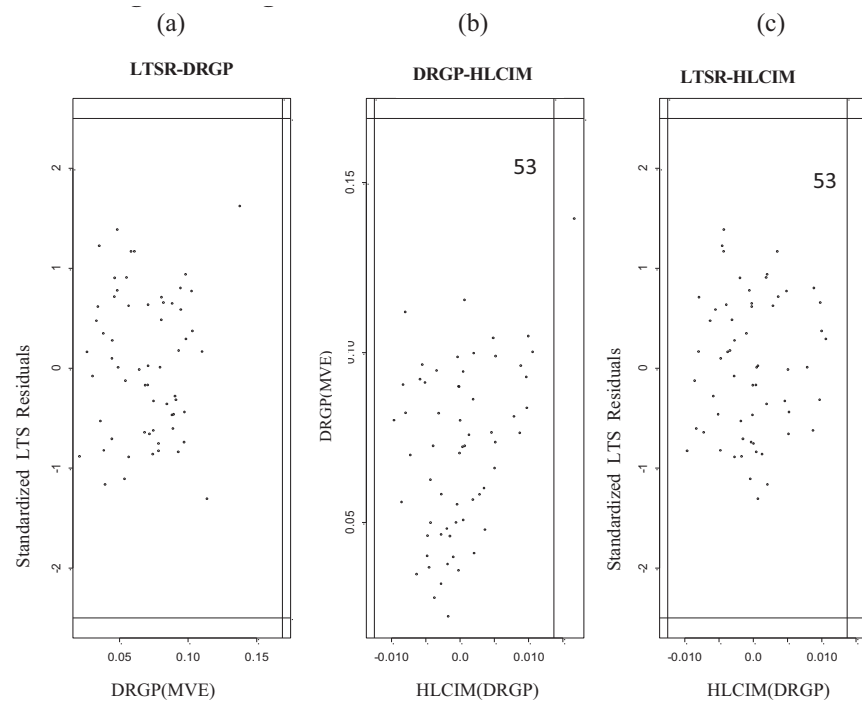 (a) (b) (c)
LTSR-DRGP DRGP-HLCIM LTSR-HLCIM
Standardized LTS Residuals
2
1
0
-1
-2
0.05 0.10 0.15
DRGP(MVE)
DRGP(MVE)
0.15
0.10
0.05
53
-0.010 0.0 0.010
HLCIM(DRGP)
Standardized LTS Residuals
2
1
0
-1
-2
53
-0.010 0.0 0.010
HLCIM(DRGP)